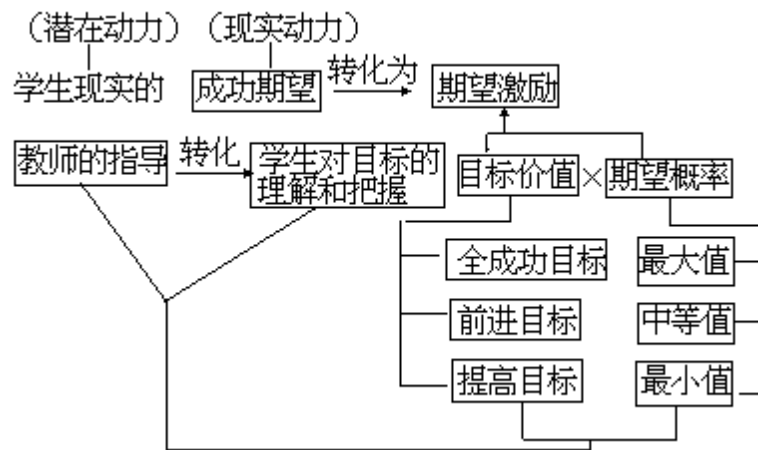 （潜在动力）（现实动力）
学生现实的 成功期望 转化为 期望激励
教师的指导 转化 学生对目标的理解和把握 目标价值×期望概率
全成功目标 最大值
前进目标 中等值
提高目标 最小值